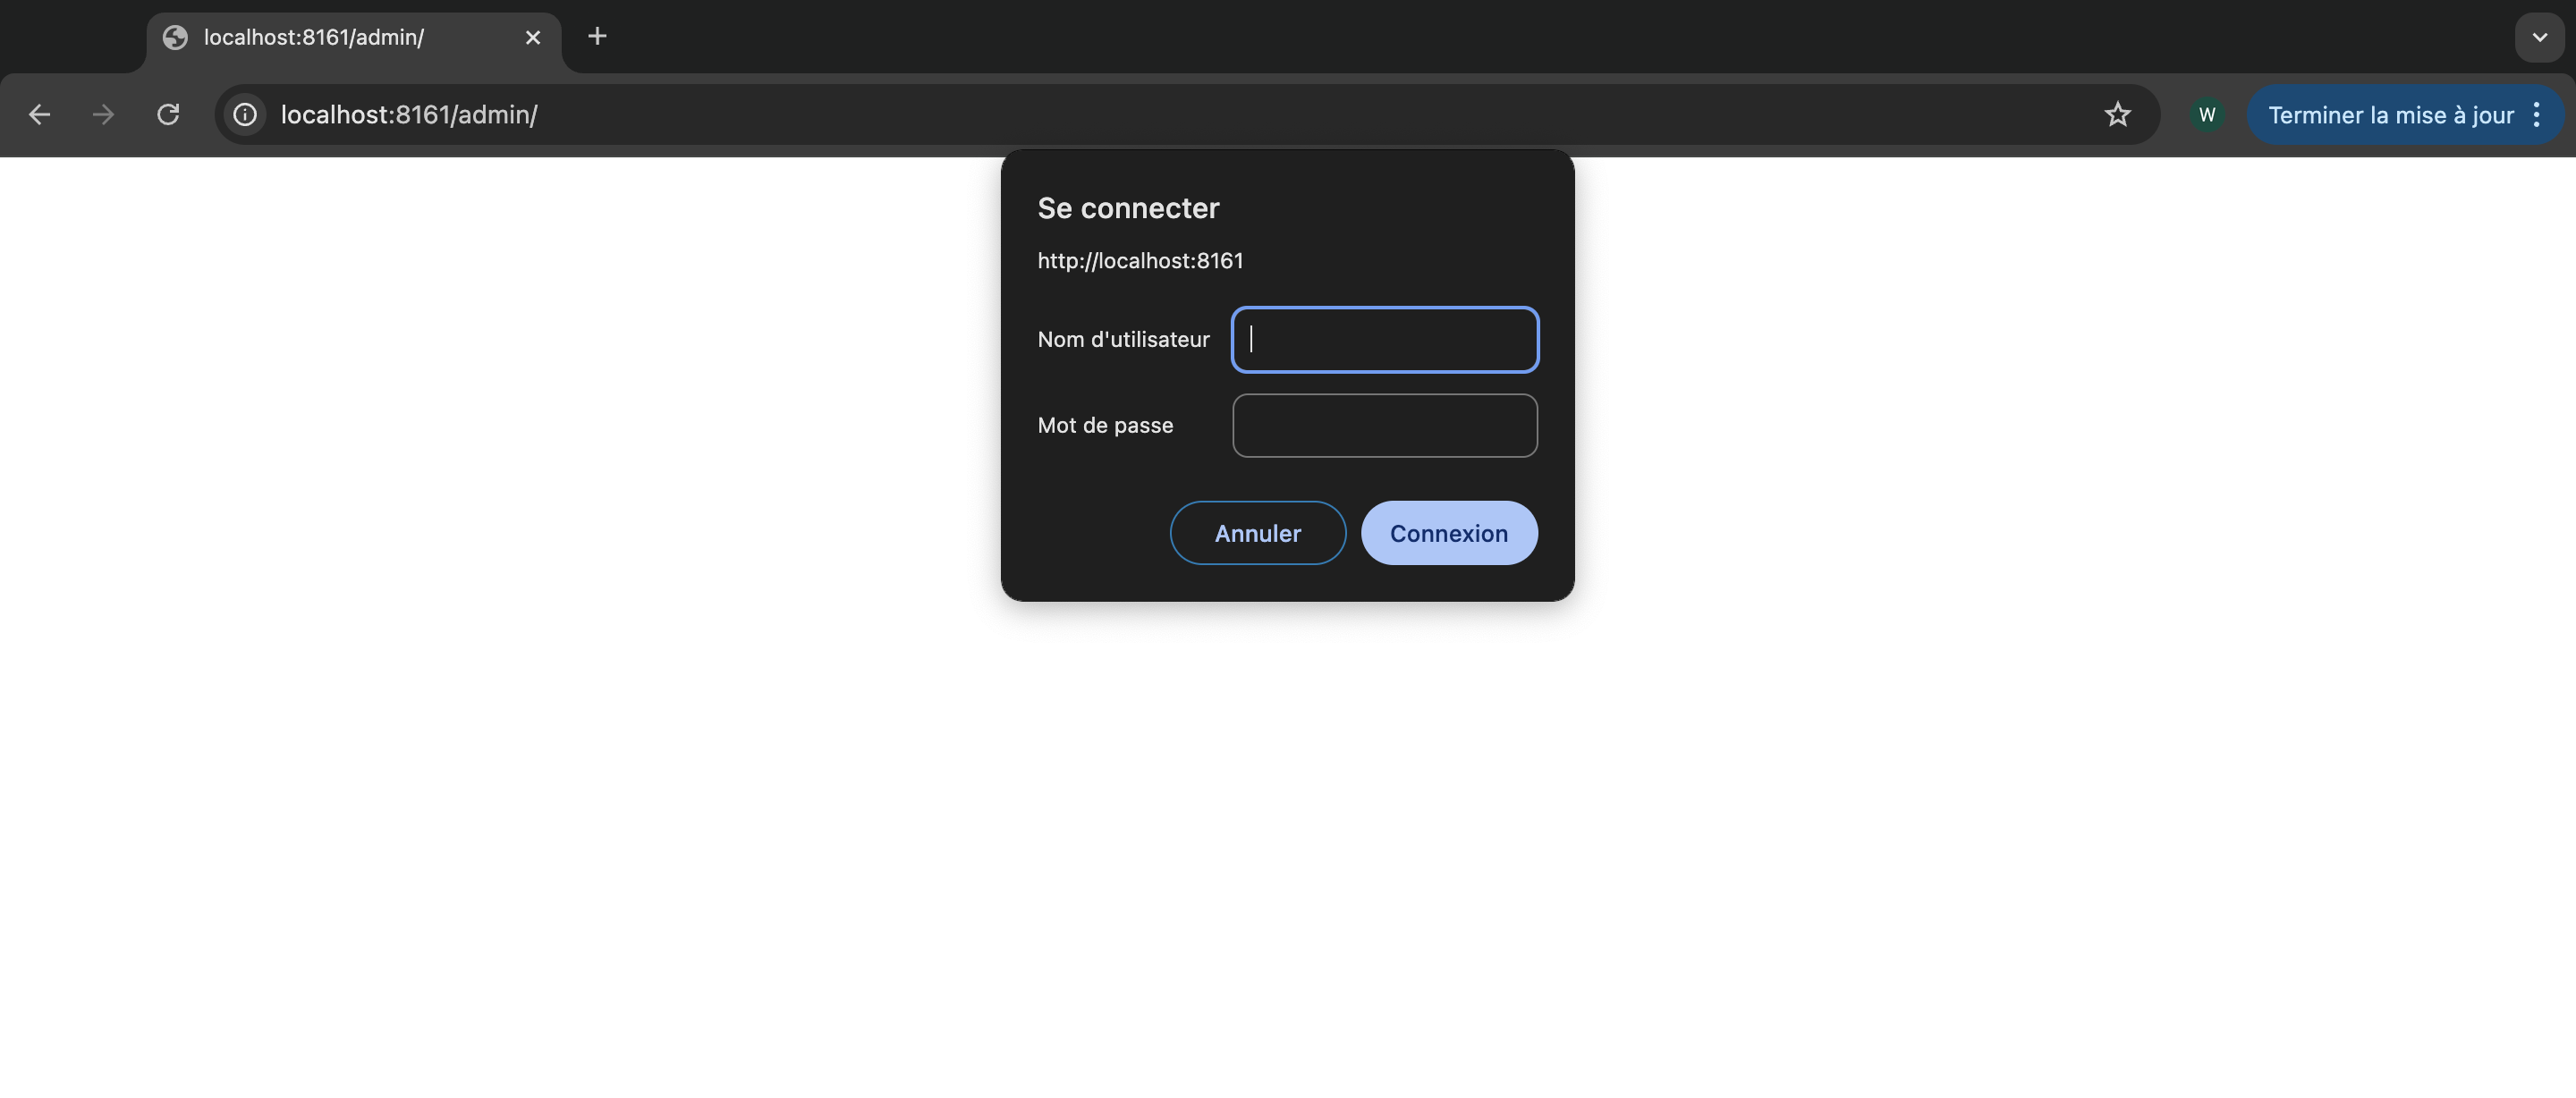 localhost:8161/admin/
localhost:8161/admin/
W
Terminer la mise à jour
Se connecter
http://localhost:8161
Nom d'utilisateur
Mot de passe
Annuler
Connexion